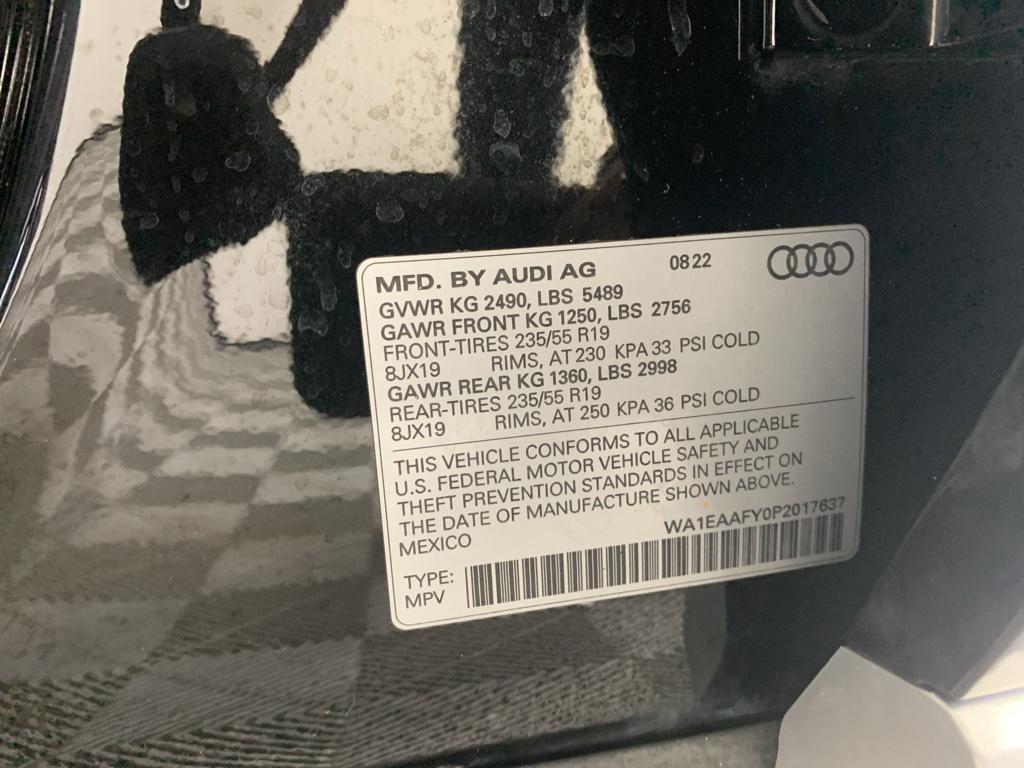 MFD. BY AUDI AG 08 22
GVWR KG 2490, LBS 5489
GAWR FRONT KG 1250, LBS 2756
FRONT-TIRES 235/55 R19
8JX19 RIMS, AT 230 KPA 33 PSI COLD
GAWR REAR KG 1360, LBS 2998
REAR-TIRES 235/55 R19
8JX19 RIMS, AT 250 KPA 36 PSI COLD
THIS VEHICLE CONFORMS TO ALL APPLICABLE
U.S. FEDERAL MOTOR VEHICLE SAFETY AND
THEFT PREVENTION STANDARDS IN EFFECT ON
THE DATE OF MANUFACTURE SHOWN ABOVE.
MEXICO WA1EAAFY0P2017637
TYPE:
MPV